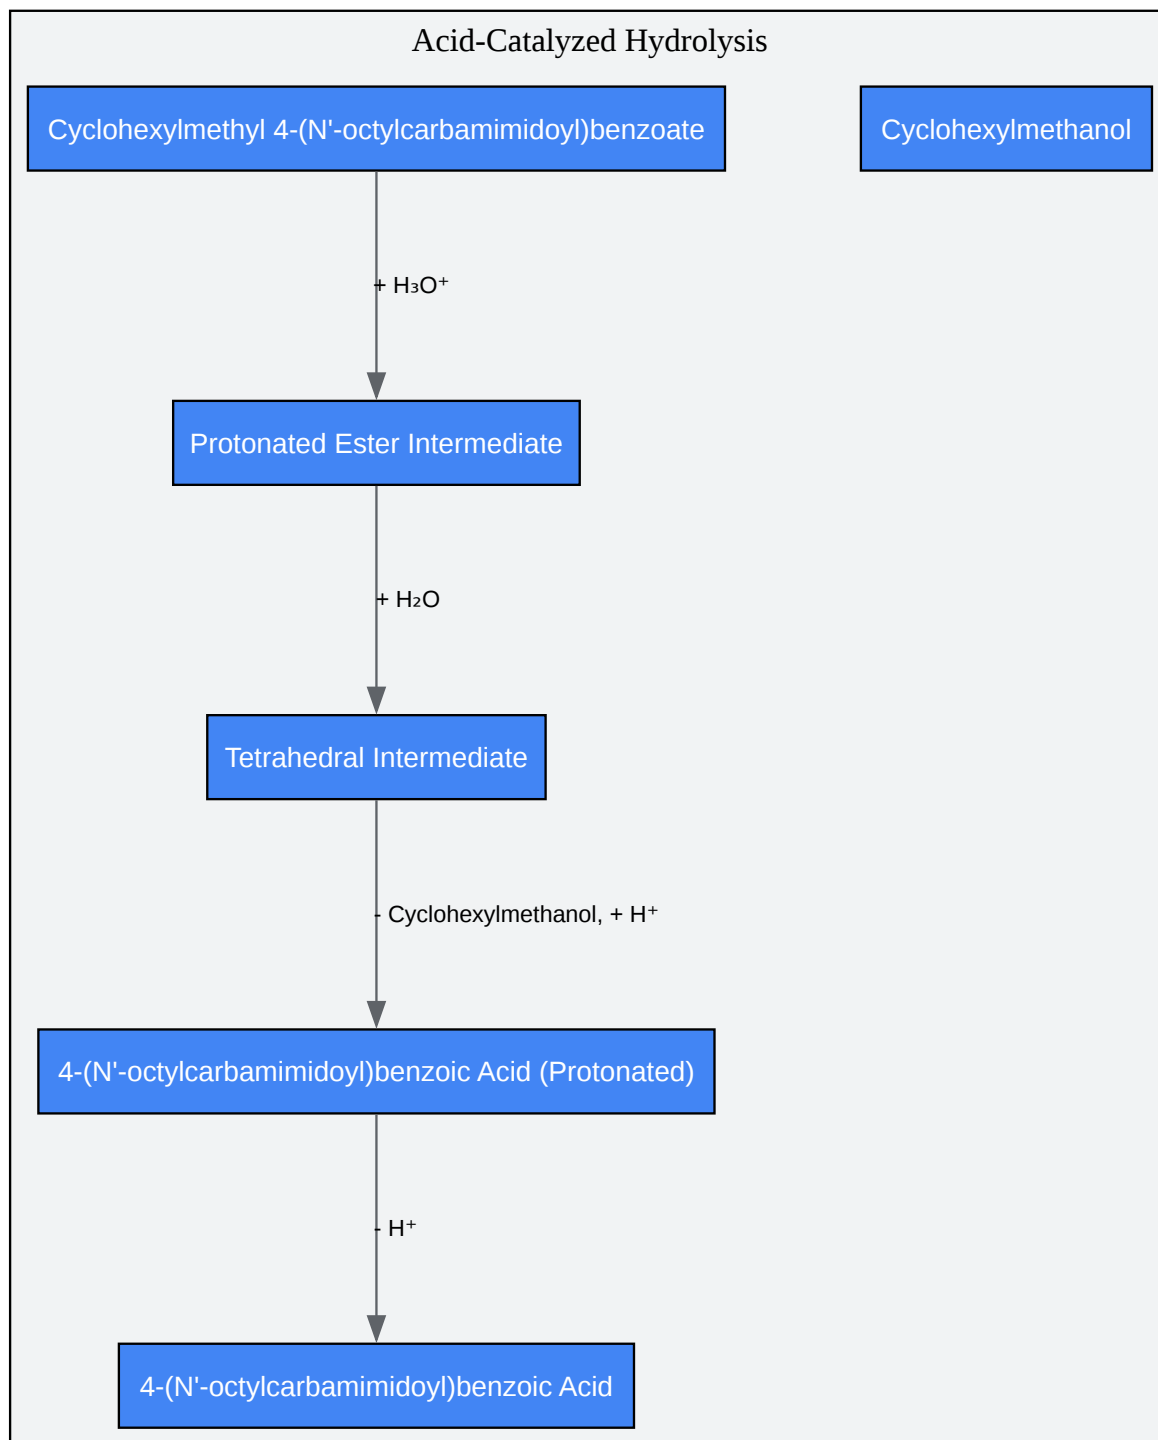 Acid-Catalyzed Hydrolysis
Cyclohexylmethyl 4-(N'-octylcarbamimidoyl)benzoate
Cyclohexylmethanol
+ H₃O⁺
Protonated Ester Intermediate
+ H₂O
Tetrahedral Intermediate
- Cyclohexylmethanol, + H⁺
4-(N'-octylcarbamimidoyl)benzoic Acid (Protonated)
- H⁺
4-(N'-octylcarbamimidoyl)benzoic Acid